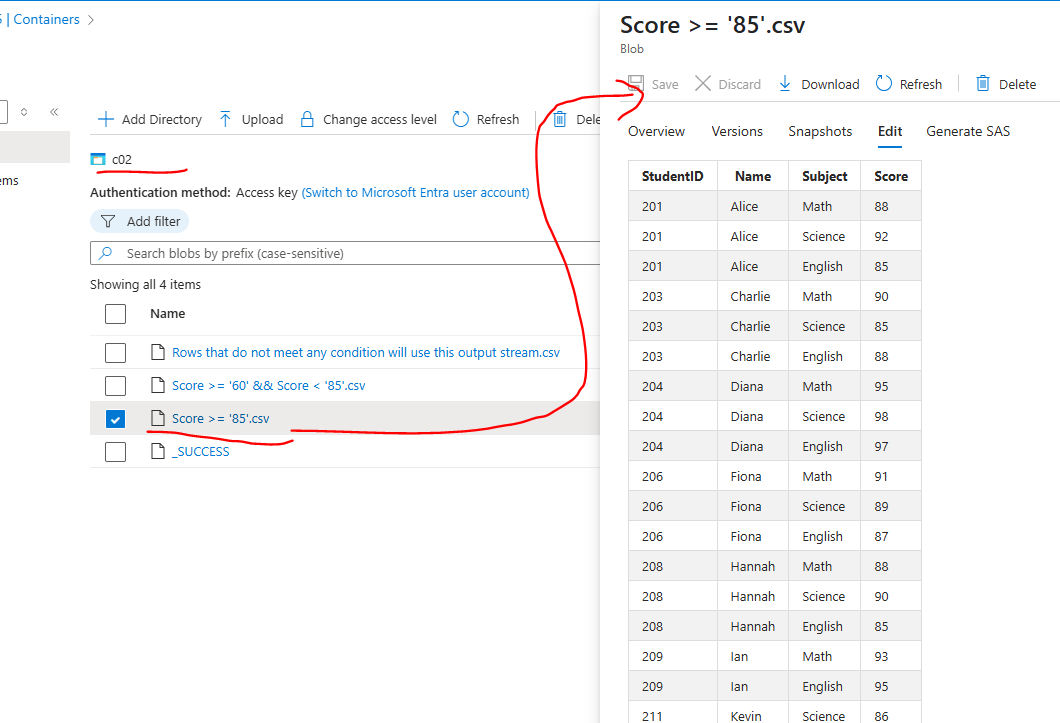 5 | Containers
Score >= '85'.csv
Blob
Save Discard Download Refresh Delete
Add Directory Upload Change access level Refresh
Overview Versions Snapshots Edit Generate SAS
c02
ems
Authentication method: Access key (Switch to Microsoft Entra user account)
Add filter
Search blobs by prefix (case-sensitive)
Showing all 4 items
Name
Rows that do not meet any condition will use this output stream.csv
Score >= '60' && Score < '85'.csv
Score >= '85'.csv
_SUCCESS
StudentID Name Subject Score
201 Alice Math 88
201 Alice Science 92
201 Alice English 85
203 Charlie Math 90
203 Charlie Science 85
203 Charlie English 88
204 Diana Math 95
204 Diana Science 98
204 Diana English 97
206 Fiona Math 91
206 Fiona Science 89
206 Fiona English 87
208 Hannah Math 88
208 Hannah Science 90
208 Hannah English 85
209 Ian Math 93
209 Ian English 95
211 Kevin Science 86